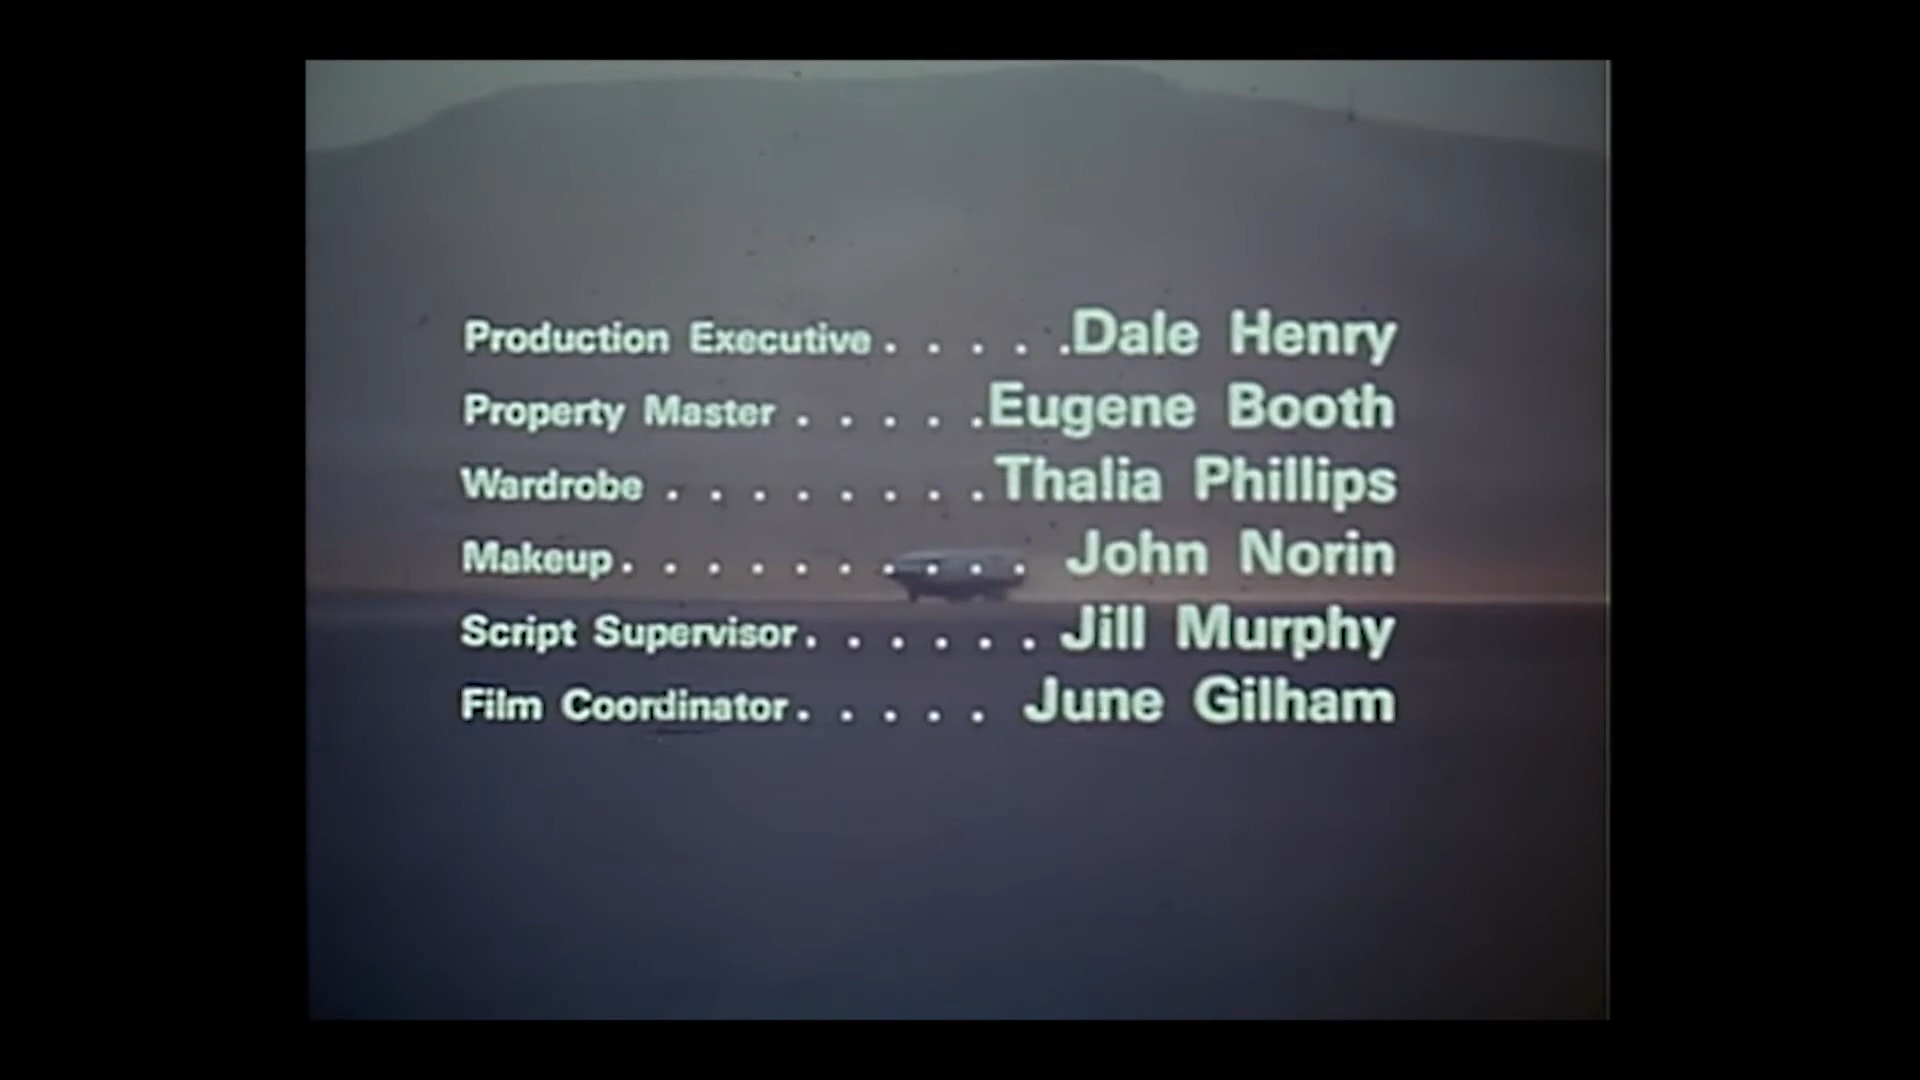 Production Executive. . . . .Dale Henry
Property Master . . . . .Eugene Booth
Wardrobe . . . . . . . .Thalia Phillips
Makeup. . . . . . . . . . John Norin
Script Supervisor. . . . . . Jill Murphy
Film Coordinator. . . . . June Gilham